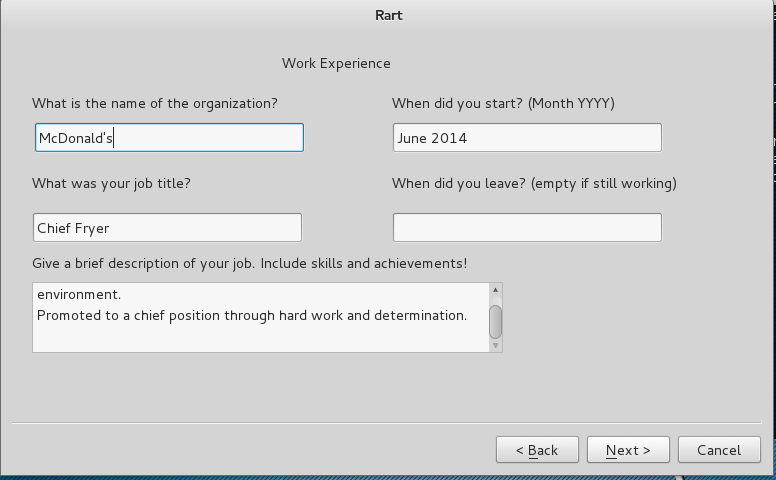 Rart
Work Experience
What is the name of the organization?
When did you start? (Month YYYY)
McDonald's
June 2014
What was your job title?
When did you leave? (empty if still working)
Chief Fryer
Give a brief description of your job. Include skills and achievements!
environment.
Promoted to a chief position through hard work and determination.
< Back
Next >
Cancel